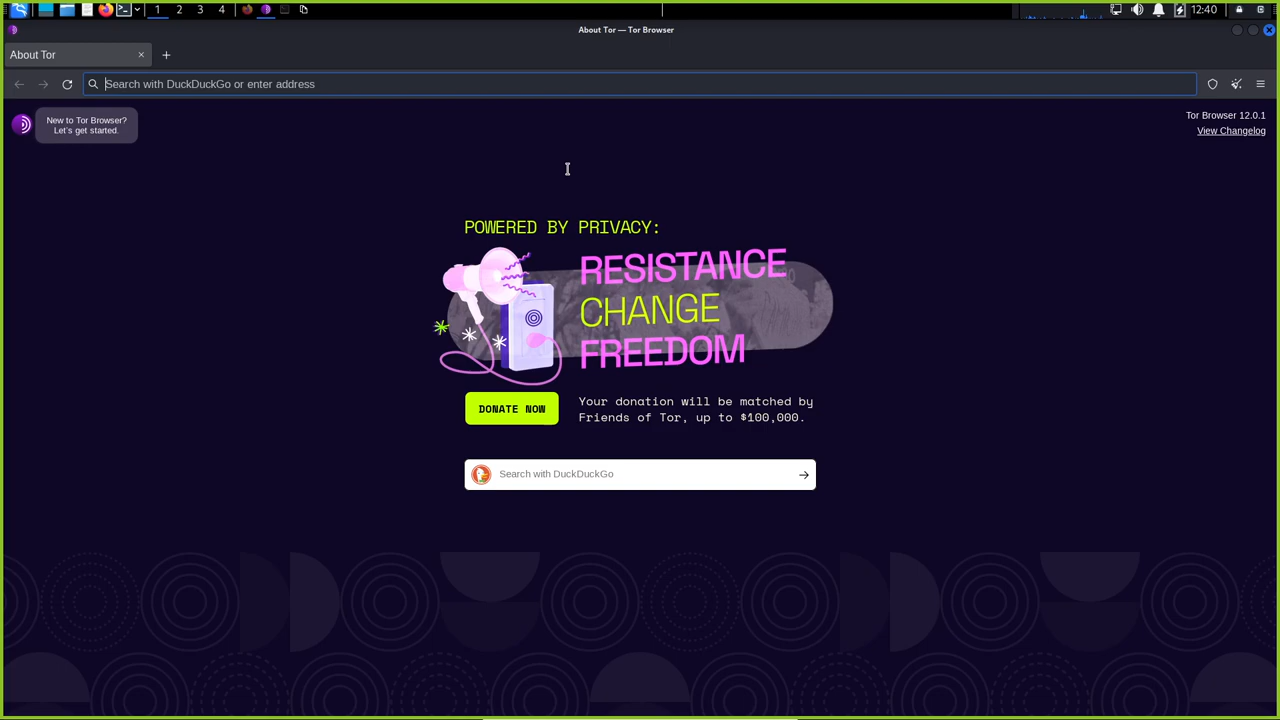 1 2 3 4
12:40
About Tor — Tor Browser
About Tor
Search with DuckDuckGo or enter address
New to Tor Browser?
Let's get started.
Tor Browser 12.0.1
View Changelog
POWERED BY PRIVACY:
RESISTANCE
CHANGE
FREEDOM
DONATE NOW
Your donation will be matched by
Friends of Tor, up to $100,000.
Search with DuckDuckGo